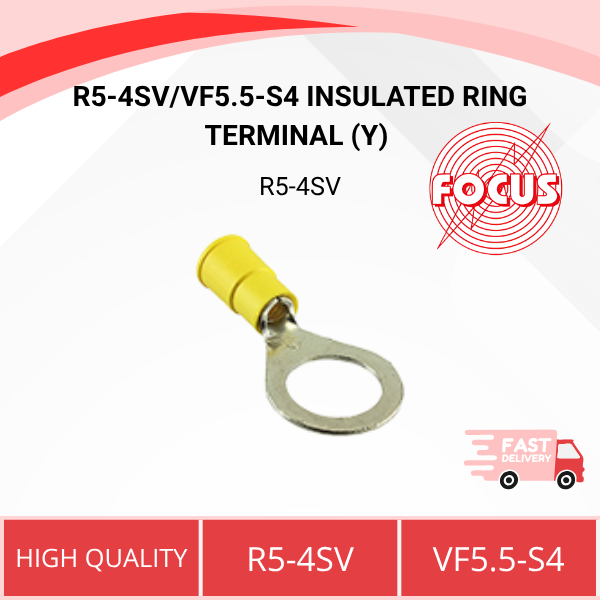 R5-4SV/VF5.5-S4 INSULATED RING
TERMINAL (Y)
R5-4SV
FOCUS
FAST
DELIVERY
HIGH QUALITY
R5-4SV
VF5.5-S4